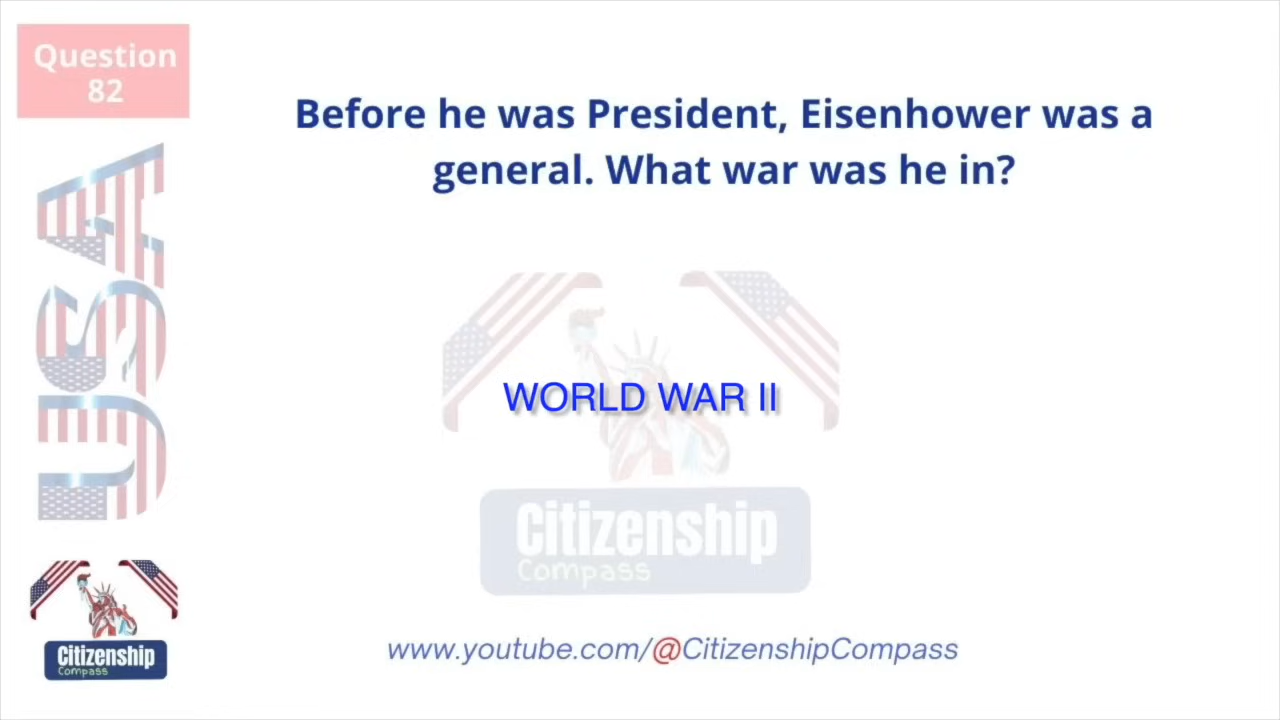 Question
82
Before he was President, Eisenhower was a
general. What war was he in?
USA
WORLD WAR II
Citizenship
Compass
Citizenship
Compass
www.youtube.com/@CitizenshipCompass